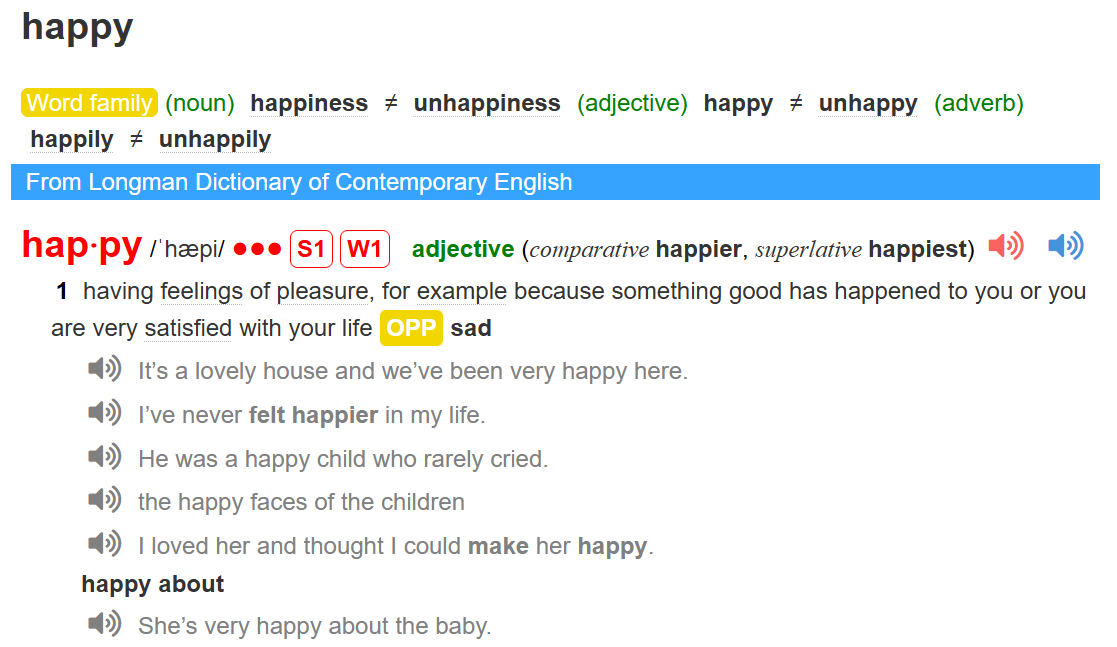 happy
Word family (noun) happiness ≠ unhappiness (adjective) happy ≠ unhappy (adverb)
happily ≠ unhappily
From Longman Dictionary of Contemporary English
hap·py /ˈhæpi/ ●●● S1 W1 adjective (comparative happier, superlative happiest)
1 having feelings of pleasure, for example because something good has happened to you or you
are very satisfied with your life OPP sad
It’s a lovely house and we’ve been very happy here.
I’ve never felt happier in my life.
He was a happy child who rarely cried.
the happy faces of the children
I loved her and thought I could make her happy.
happy about
She’s very happy about the baby.